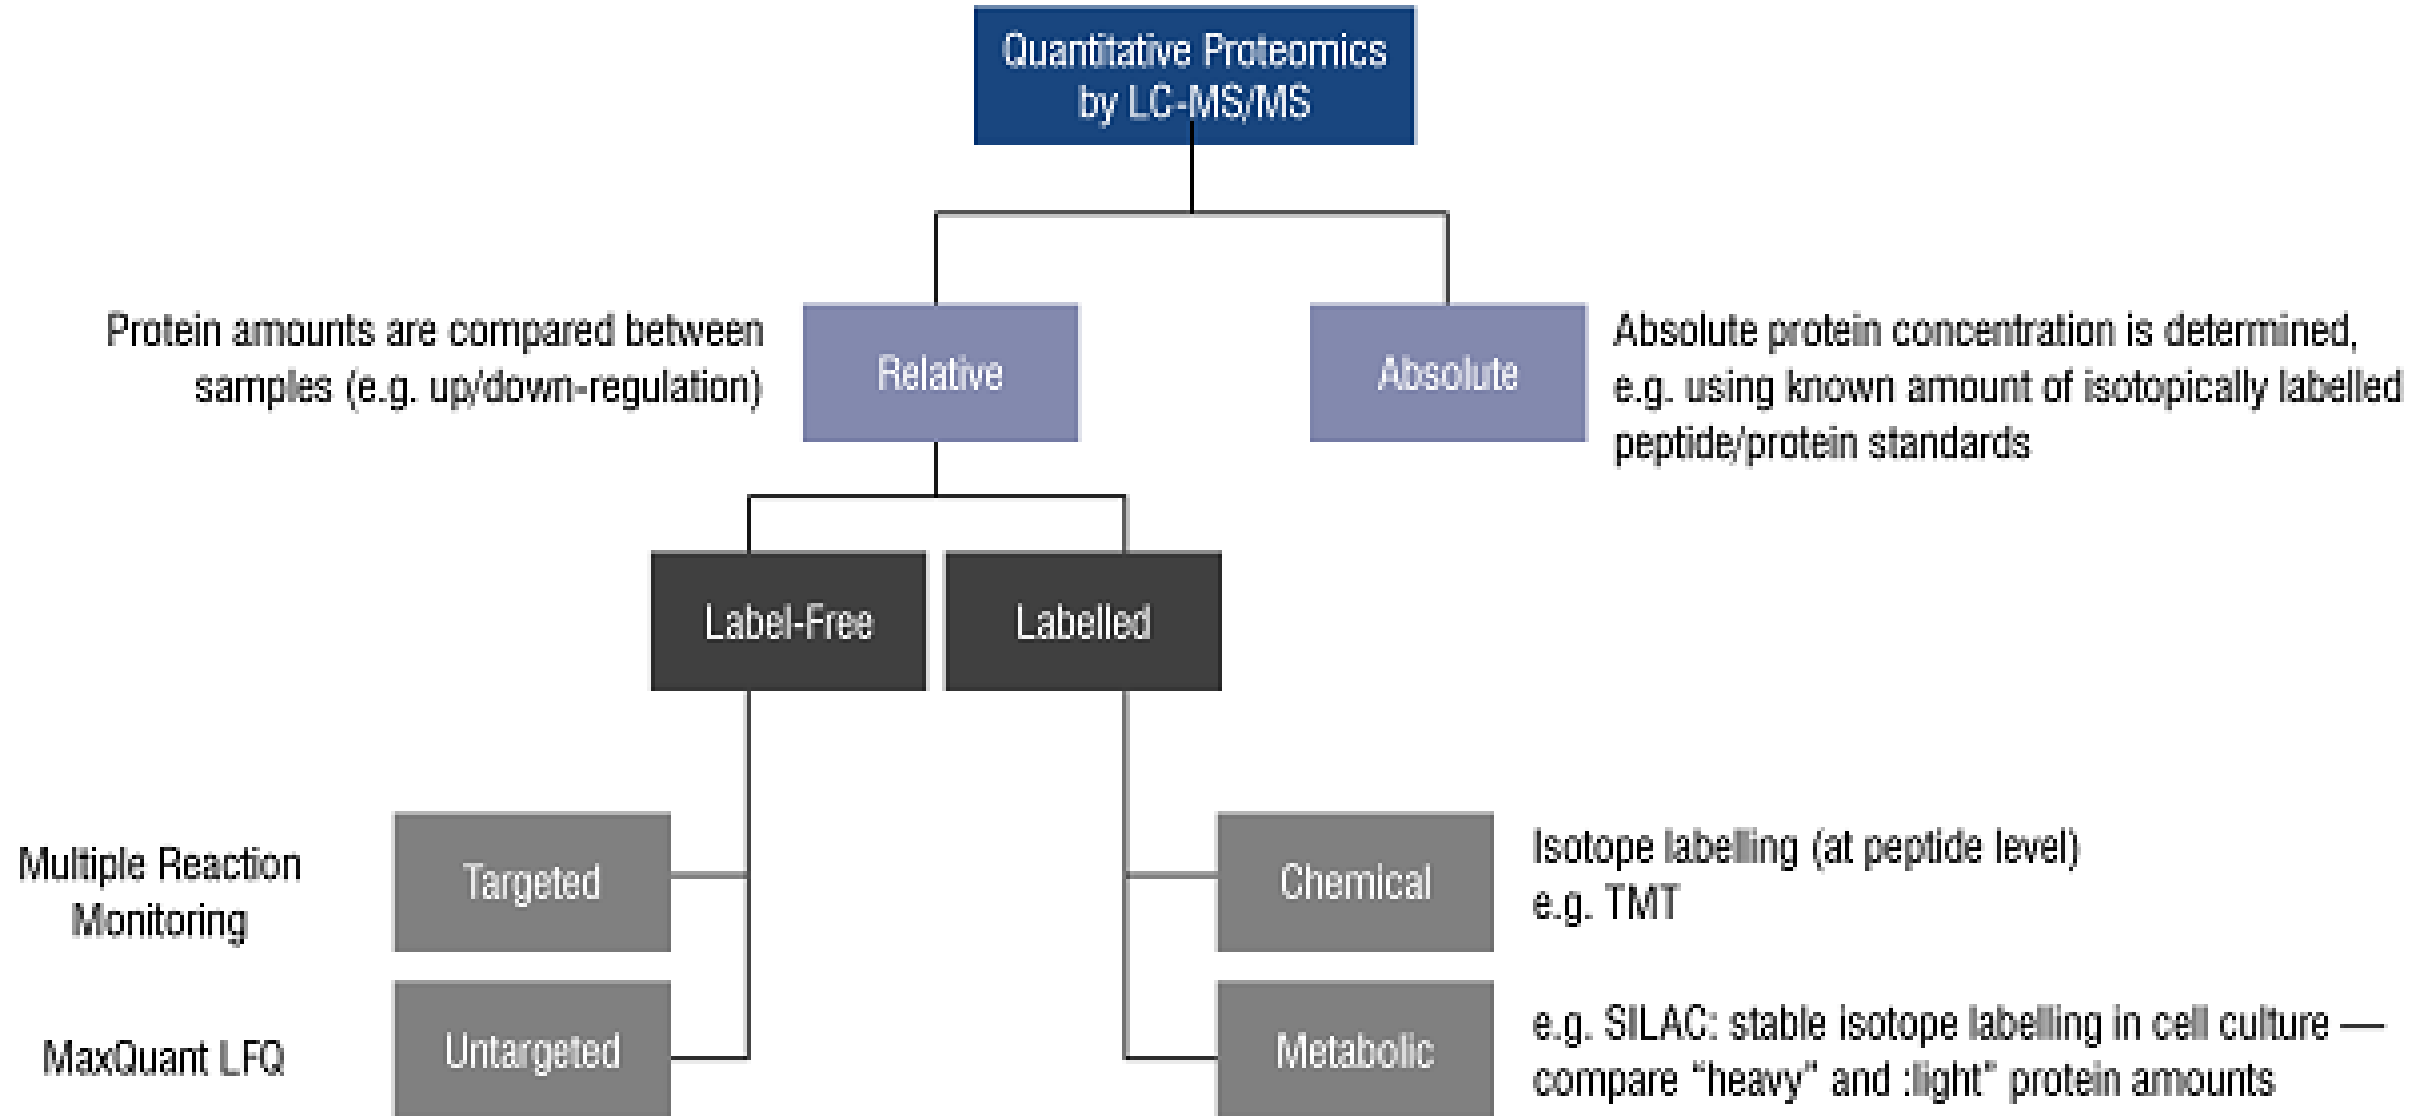 Quantitative Proteomics
by LC-MS/MS
Protein amounts are compared between
samples (e.g. up/down-regulation)
Relative
Absolute
Absolute protein concentration is determined,
e.g. using known amount of isotopically labelled
peptide/protein standards
Label-Free
Labelled
Multiple Reaction
Monitoring
Targeted
Chemical
Isotope labelling (at peptide level)
e.g. TMT
MaxQuant LFQ
Untargeted
Metabolic
e.g. SILAC: stable isotope labelling in cell culture —
compare “heavy” and :light” protein amounts